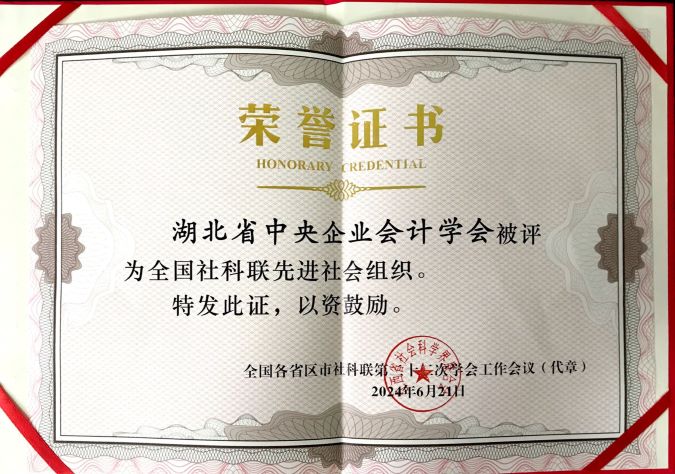 荣誉证书
HONORARY CREDENTIAL
湖北省中央企业会计学会被评
为全国社科联先进社会组织。
特发此证，以资鼓励。
全国各省区市社科联第二十二次学会工作会议（代章）
2024年6月21日